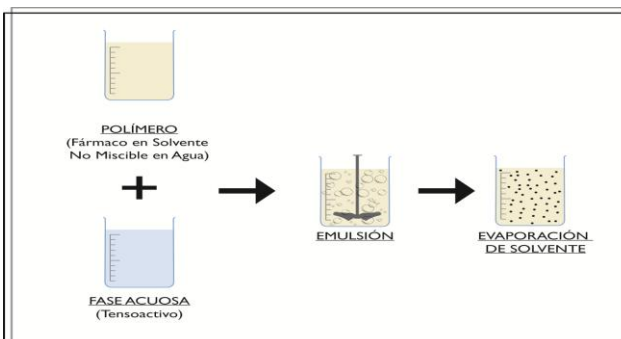 POLÍMERO
(Fármaco en Solvente
No Miscible en Agua)
+
FASE ACUOSA
(Tensoactivo)
EMULSIÓN
EVAPORACIÓN
DE SOLVENTE